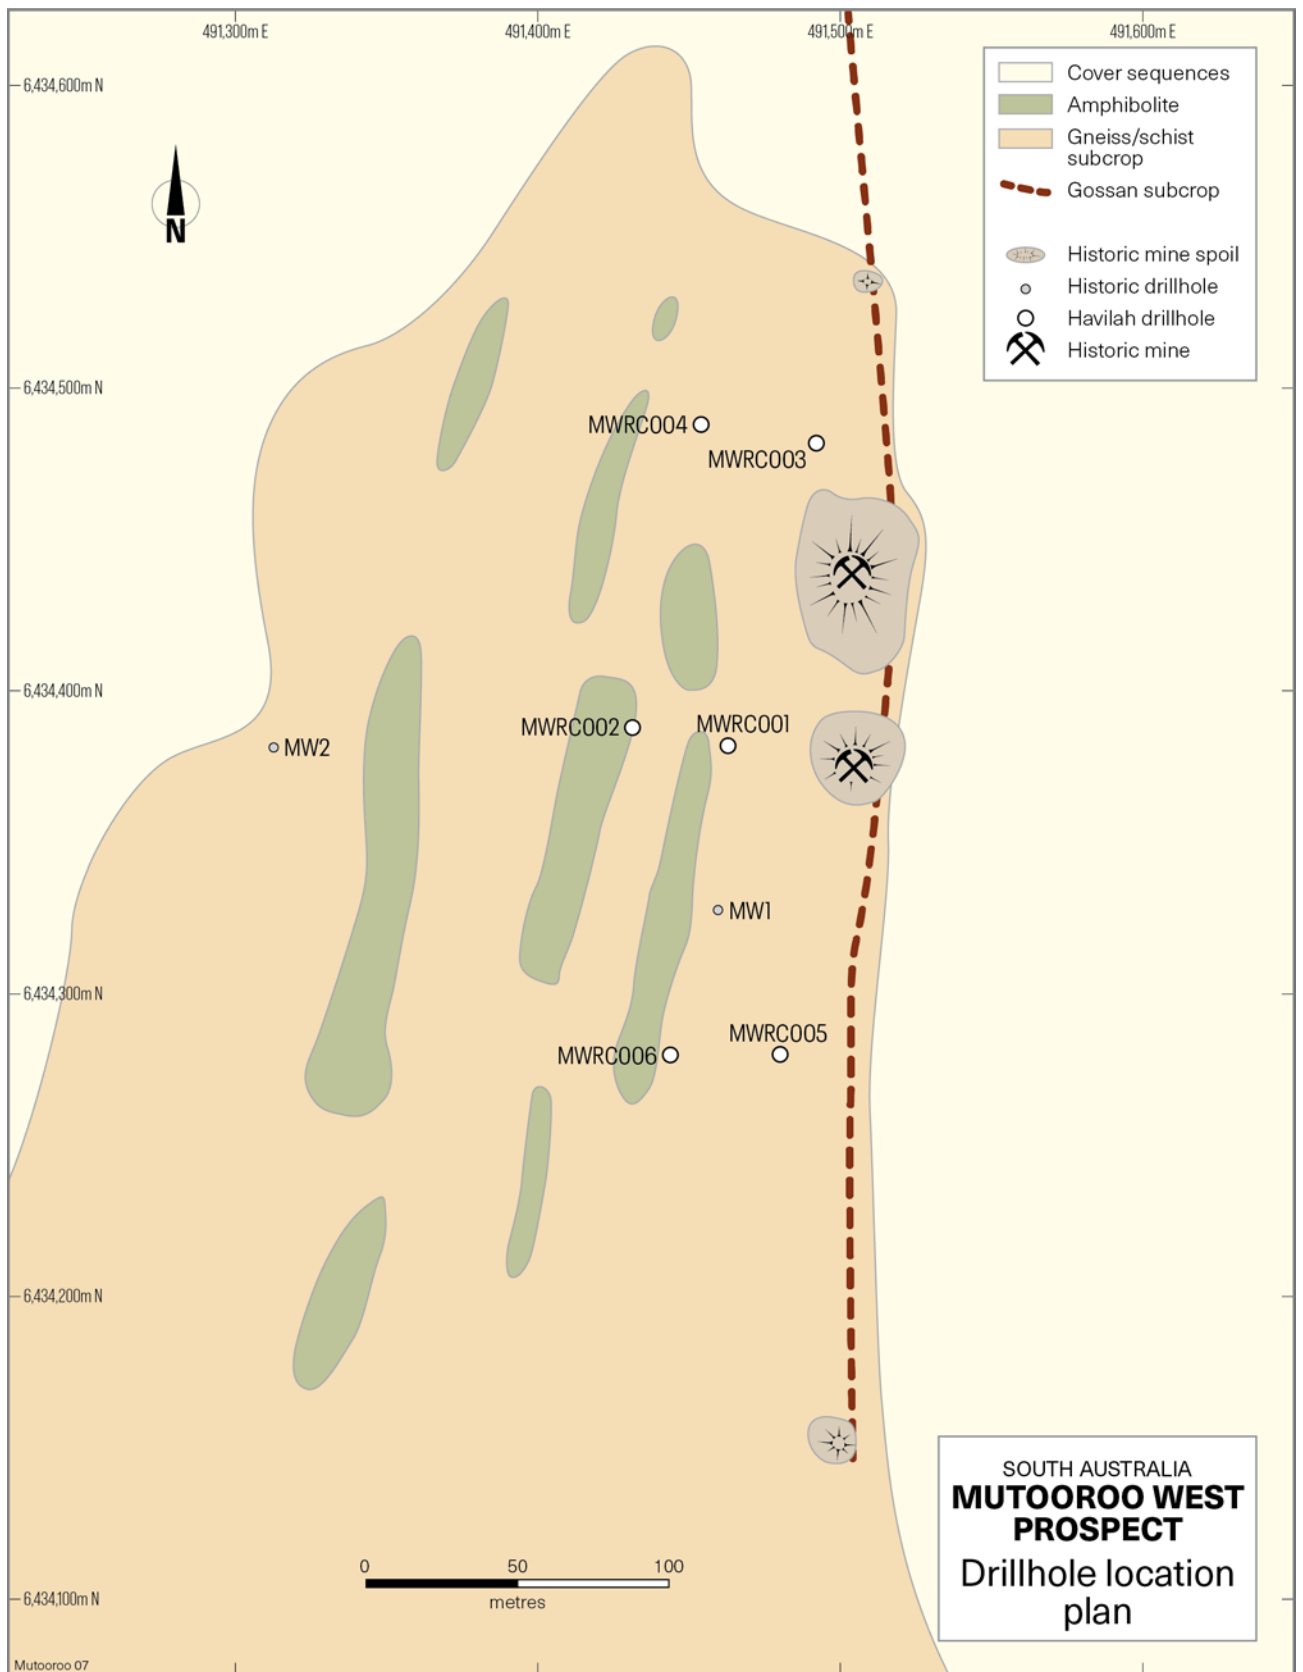 491,300m E
491,400m E
491,500m E
491,600m E
6,434,600m N
Cover sequences
Amphibolite
Gneiss/schist
subcrop
Gossan subcrop
Historic mine spoil
Historic drillhole
Havilah drillhole
Historic mine
N
6,434,500m N
MWRC004
MWRC003
6,434,400m N
MWRC002
MWRC001
MW2
MW1
6,434,300m N
MWRC005
MWRC006
6,434,200m N
SOUTH AUSTRALIA
MUTOOROO WEST
PROSPECT
Drillhole location
plan
0 50 100
metres
6,434,100m N
Mutooroo 07